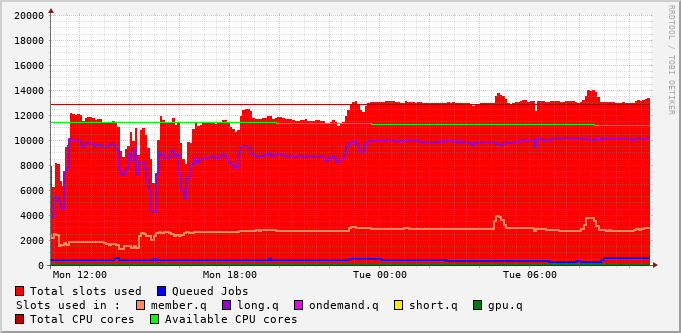 20000
18000
16000
14000
12000
10000
8000
6000
4000
2000
0
Mon 12:00 Mon 18:00 Tue 00:00 Tue 06:00
RRDTOOL / TOBI OETIKER
Total slots used Queued Jobs
Slots used in : member.q long.q ondemand.q short.q gpu.q
Total CPU cores Available CPU cores